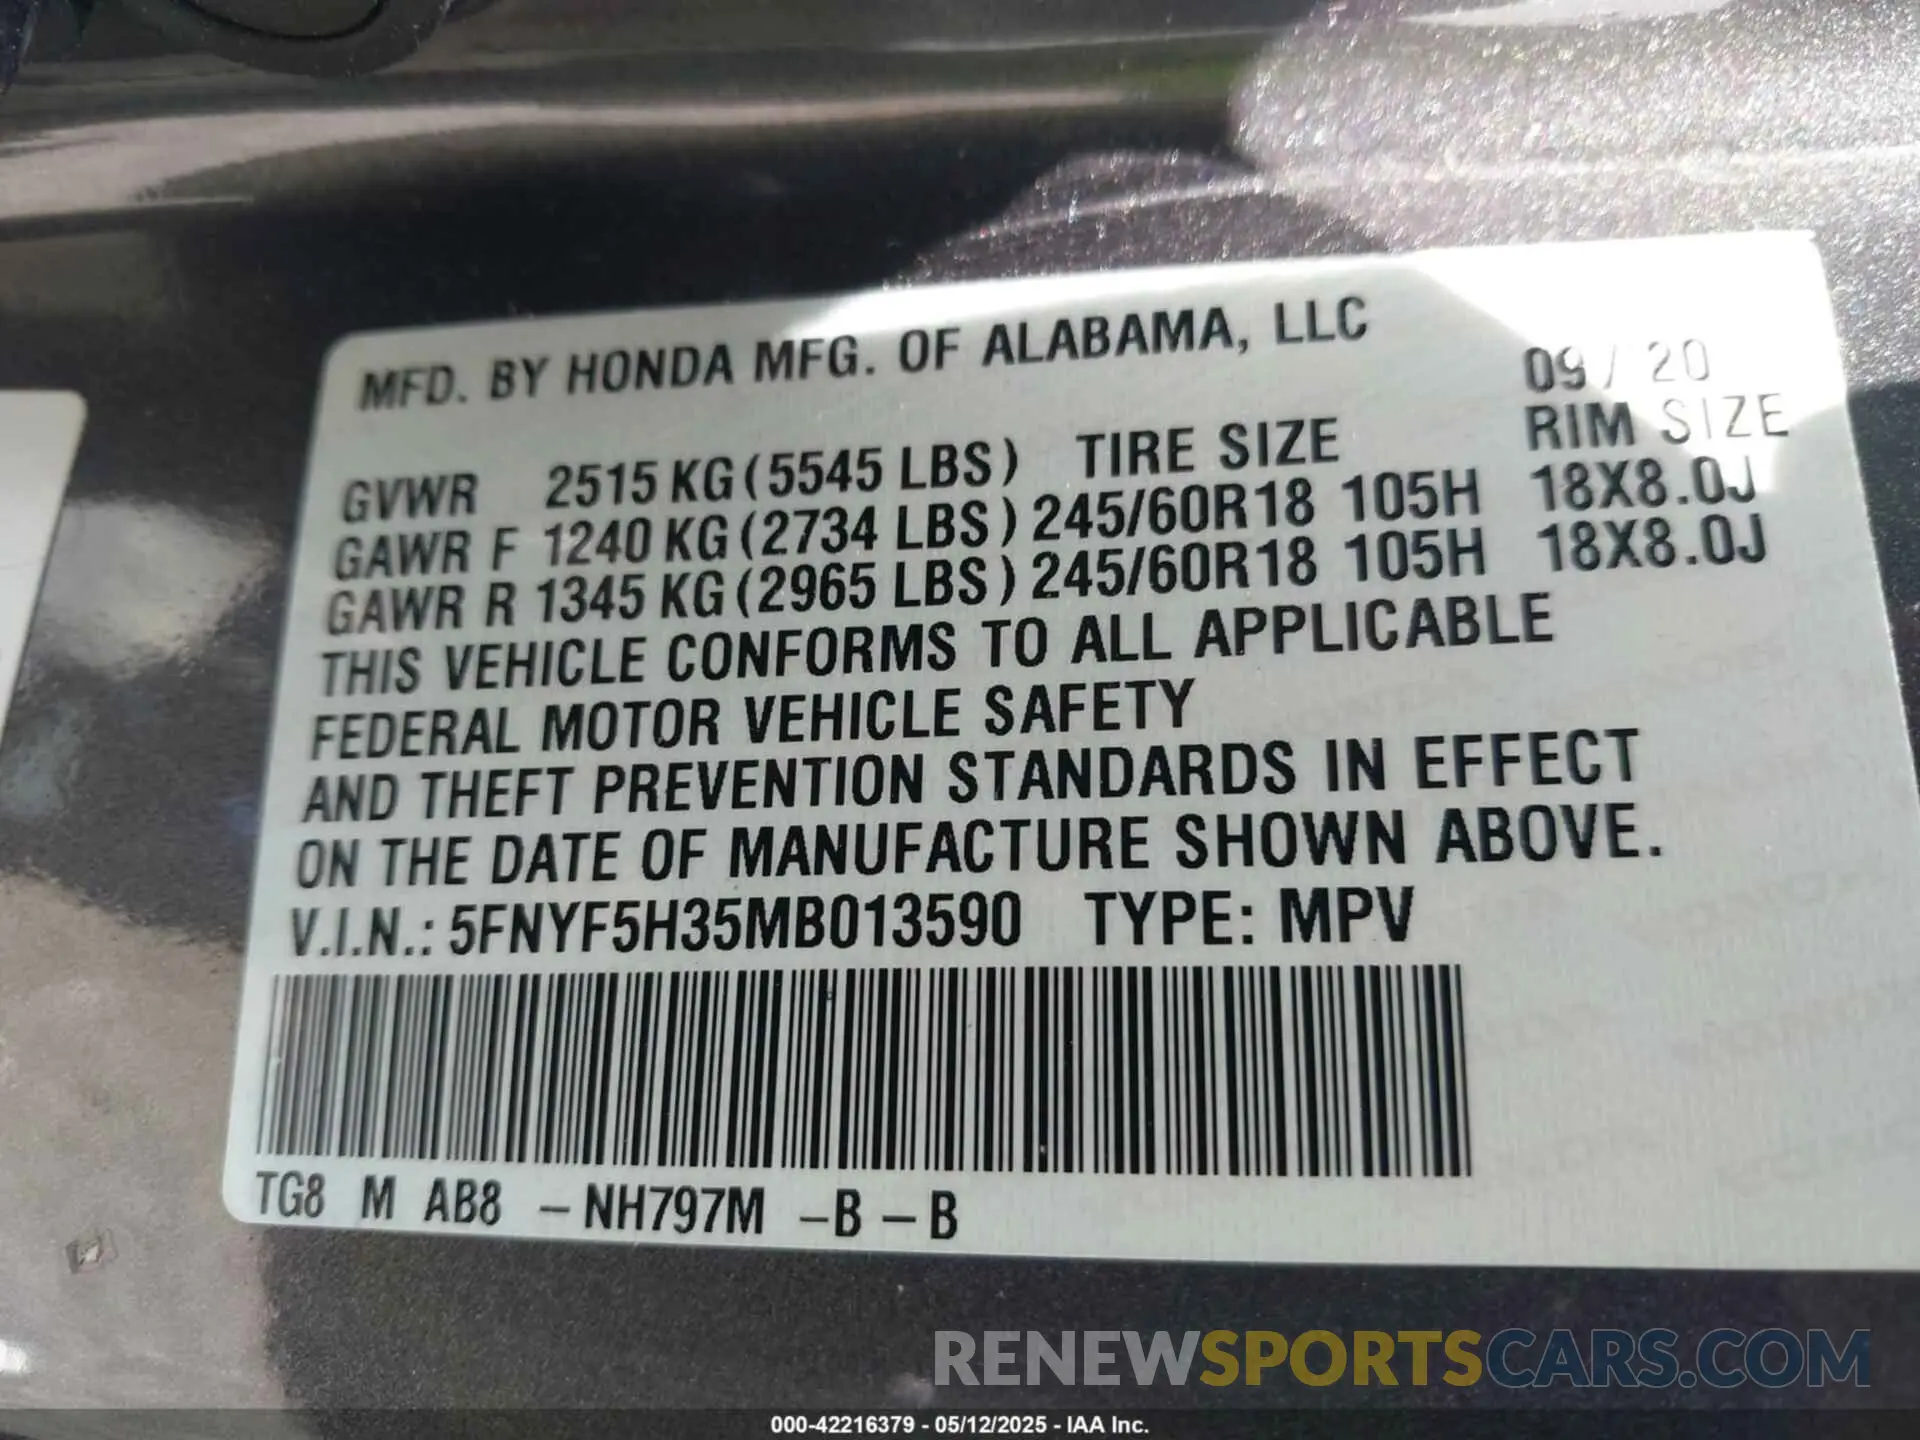 MFD. BY HONDA MFG. OF ALABAMA, LLC
09/20
GVWR 2515 KG (5545 LBS) TIRE SIZE RIM SIZE
GAWR F 1240 KG (2734 LBS) 245/60R18 105H 18X8.0J
GAWR R 1345 KG (2965 LBS) 245/60R18 105H 18X8.0J
THIS VEHICLE CONFORMS TO ALL APPLICABLE
FEDERAL MOTOR VEHICLE SAFETY
AND THEFT PREVENTION STANDARDS IN EFFECT
ON THE DATE OF MANUFACTURE SHOWN ABOVE.
V.I.N.: 5FNYF5H35MB013590 TYPE: MPV
TG8 M AB8 –NH797M –B –B
RENEWSPORTSCARS.COM
000-42216379 - 05/12/2025 - IAA Inc.